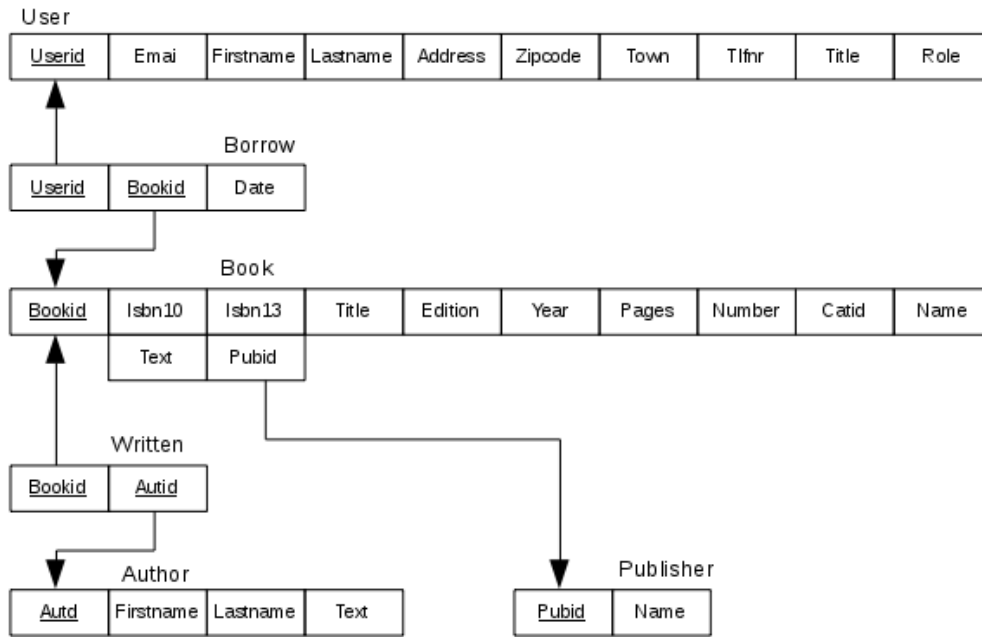 User
Userid Emai Firstname Lastname Address Zipcode Town Tlfnr Title Role
Borrow
Userid Bookid Date
Book
Bookid Isbn10 Isbn13 Title Edition Year Pages Number Catid Name
Text Pubid
Written
Bookid Autid
Author
Autd Firstname Lastname Text
Publisher
Pubid Name